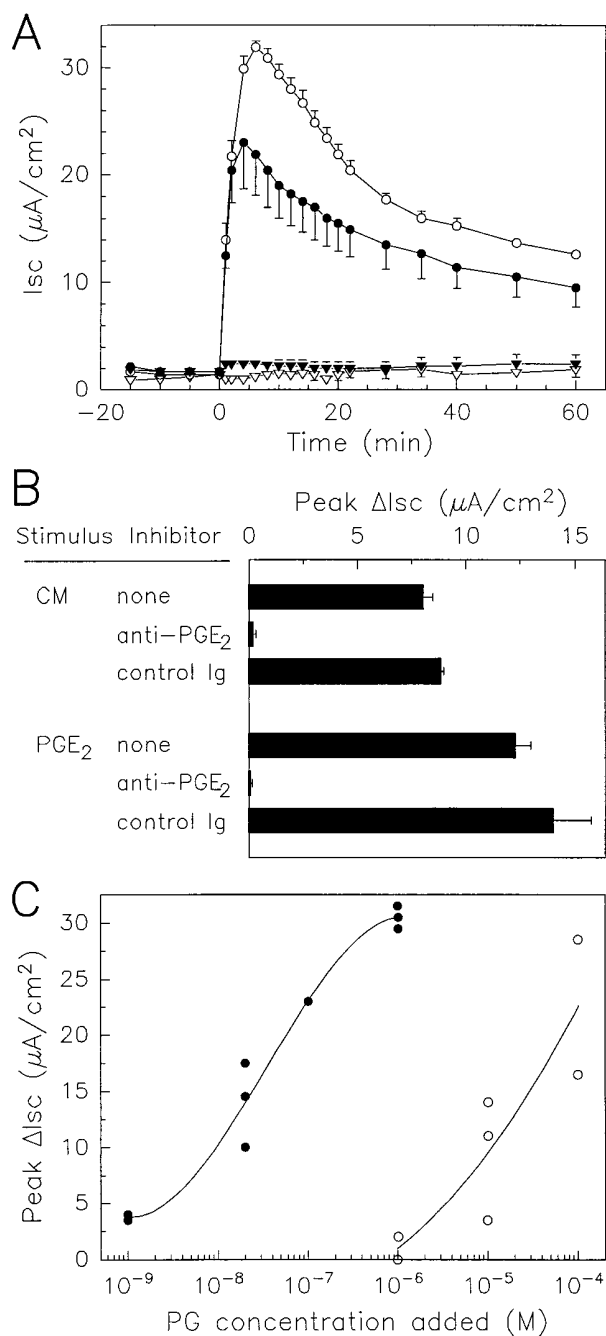 A
Isc (µA/cm²)
30
20
10
0
−20
0
20
40
60
Time (min)
B
Peak ΔIsc (µA/cm²)
Stimulus Inhibitor
0 5 10 15
CM none
anti−PGE₂
control Ig
PGE₂ none
anti−PGE₂
control Ig
C
Peak ΔIsc (µA/cm²)
30
25
20
15
10
5
0
10⁻⁹ 10⁻⁸ 10⁻⁷ 10⁻⁶ 10⁻⁵ 10⁻⁴
PG concentration added (M)